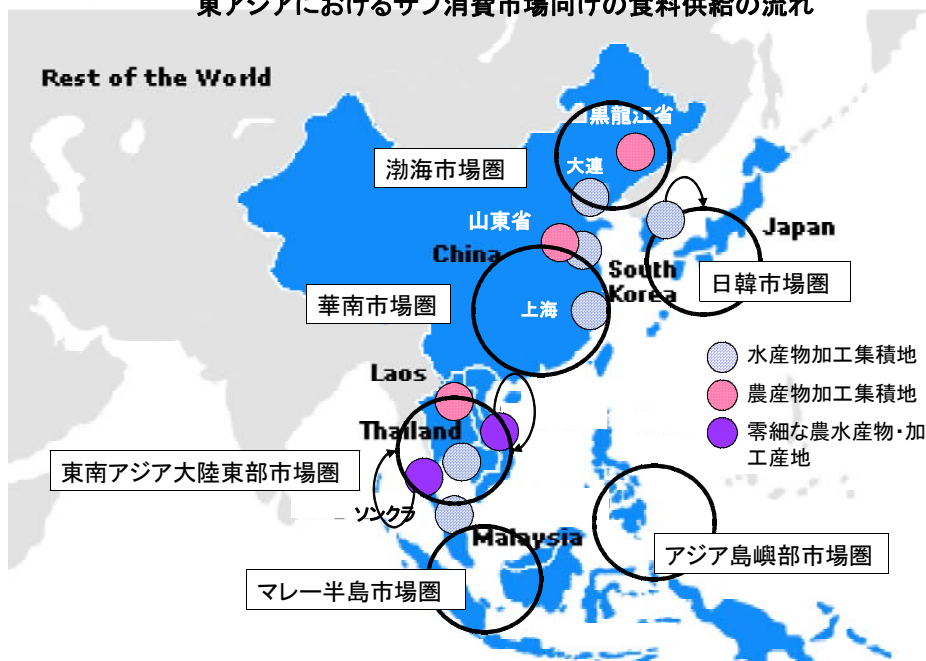 東アジアにおけるサブ消費市場向けの食料供給の流れ
Rest of the World
黒龍江省
渤海市場圏
大連
山東省
China
Japan
South
Korea
日韓市場圏
華南市場圏
上海
水産物加工集積地
Laos
農産物加工集積地
Thailand
零細な農水産物・加
工産地
東南アジア大陸東部市場圏
ソンクラ
Malaysia
アジア島嶼部市場圏
マレー半島市場圏